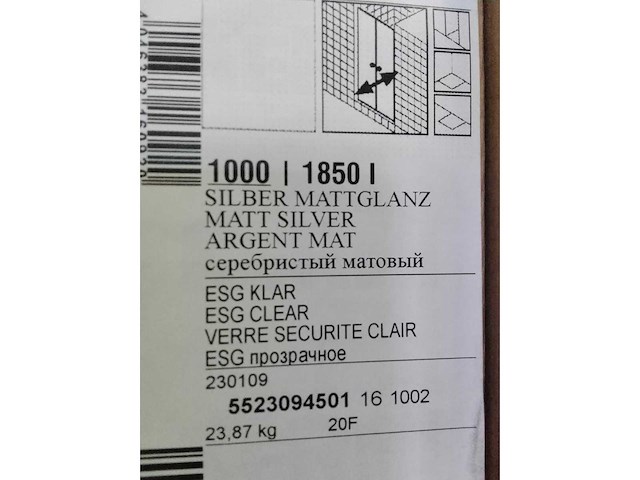 1000 | 1850 I
SILBER MATTGLANZ
MATT SILVER
ARGENT MAT
серебристый матовый
ESG KLAR
ESG CLEAR
VERRE SECURITE CLAIR
ESG прозрачное
230109
5523094501 16 1002
23,87 kg 20F